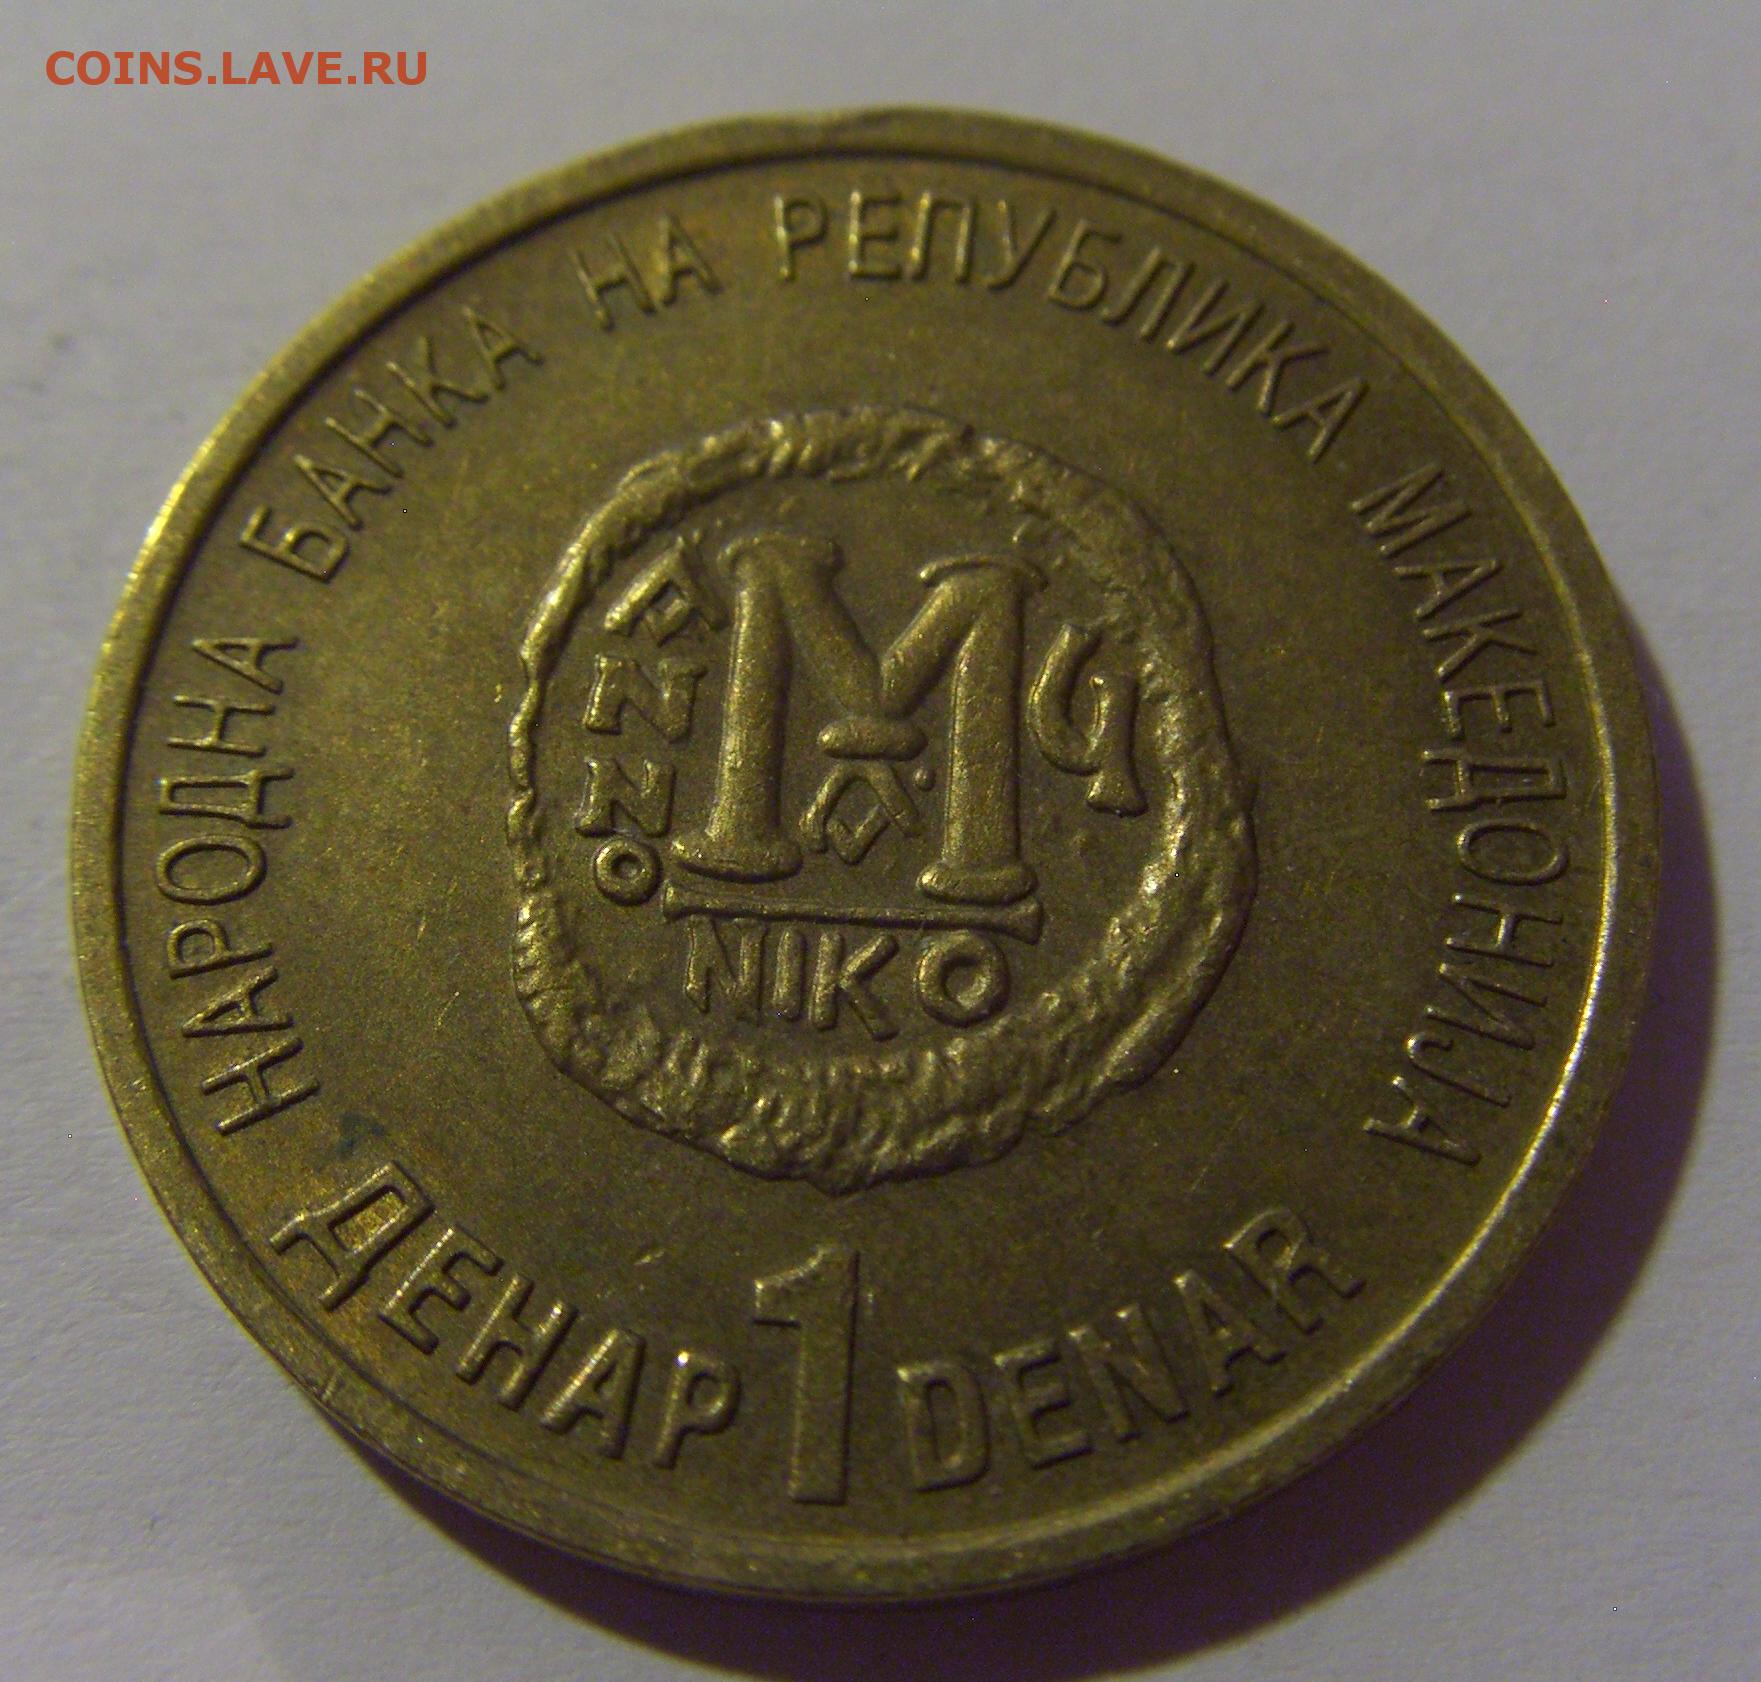 COINS.LAVE.RU
НАРОДНА БАНКА НА РЕПУБЛИКА МАКЕДОНИЈА
ANNO
M
NIKO
ДЕНАР 1 DENAR